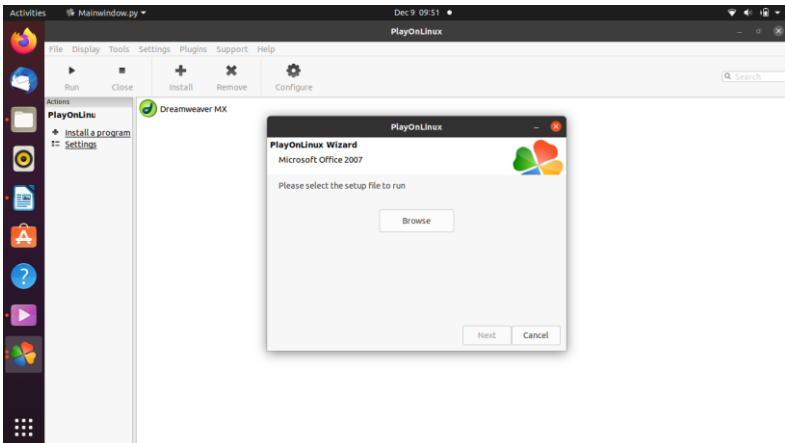 Activities Mainwindow.py Dec 9 09:51
PlayOnLinux
File Display Tools Settings Plugins Support Help
Run Close Install Remove Configure Search
Actions
PlayOnLinu
Install a program
Settings
Dreamweaver MX
PlayOnLinux
PlayOnLinux Wizard
Microsoft Office 2007
Please select the setup file to run
Browse
Next Cancel